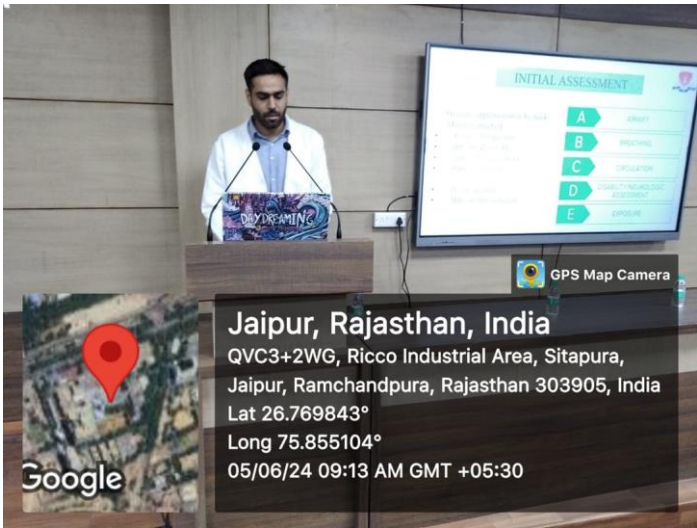 INITIAL ASSESSMENT
A
AIRWAY
B
BREATHING
C
CIRCULATION
D
DISABILITY/NEUROLOGIC
ASSESSMENT
E
EXPOSURE
DAYDREAMING
GPS Map Camera
Jaipur, Rajasthan, India
QVC3+2WG, Ricco Industrial Area, Sitapura,
Jaipur, Ramchandpura, Rajasthan 303905, India
Lat 26.769843°
Long 75.855104°
05/06/24 09:13 AM GMT +05:30
Google